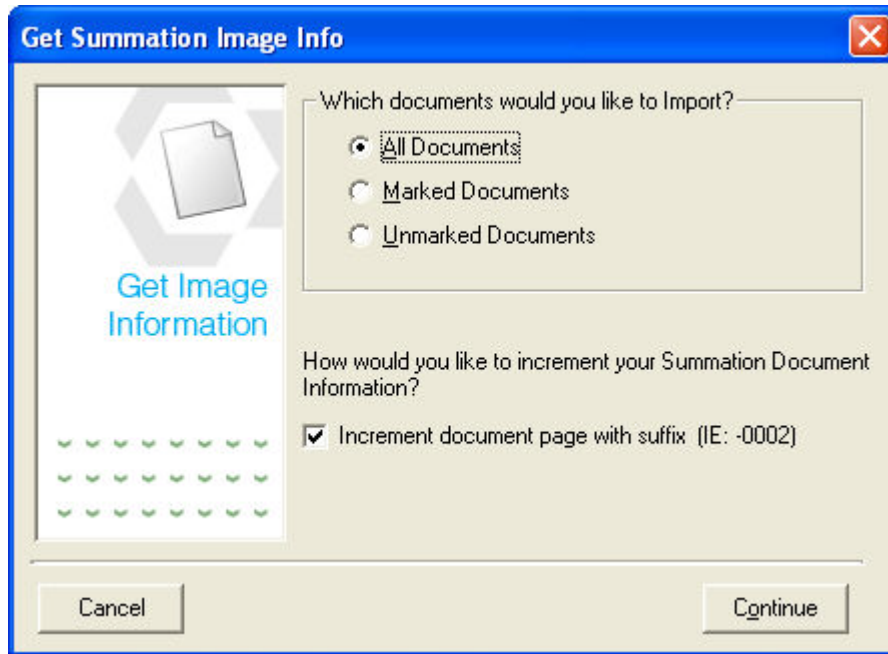 Get Summation Image Info
Which documents would you like to Import?
All Documents
Marked Documents
Unmarked Documents
Get Image
Information
How would you like to increment your Summation Document
Information?
Increment document page with suffix (IE: -0002)
Cancel
Continue